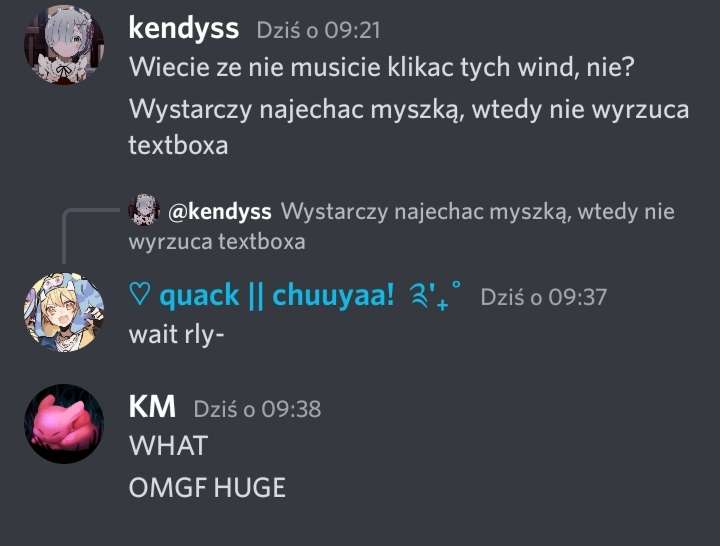 kendyss Dziś o 09:21
Wiecie ze nie musicie klikac tych wind, nie?
Wystarczy najechac myszką, wtedy nie wyrzuca
textboxa
@kendyss Wystarczy najechac myszką, wtedy nie
wyrzuca textboxa
♡ quack || chuuyaa! ༉‧₊˚ Dziś o 09:37
wait rly-
KM Dziś o 09:38
WHAT
OMGF HUGE